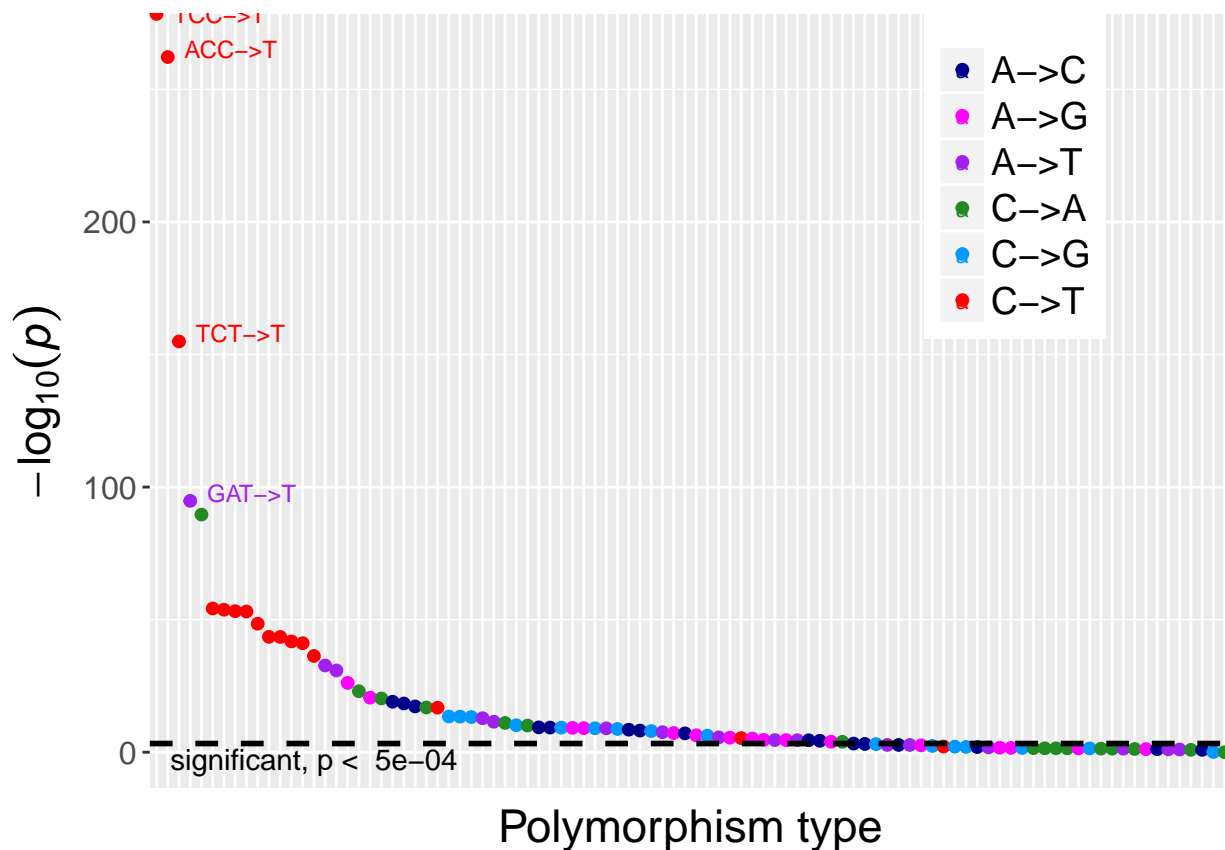 TCC−>T
ACC−>T
A−>C
A−>G
A−>T
C−>A
C−>G
C−>T
200
TCT−>T
−log10(p)
100
GAT−>T
0
significant, p <  5e−04
Polymorphism type